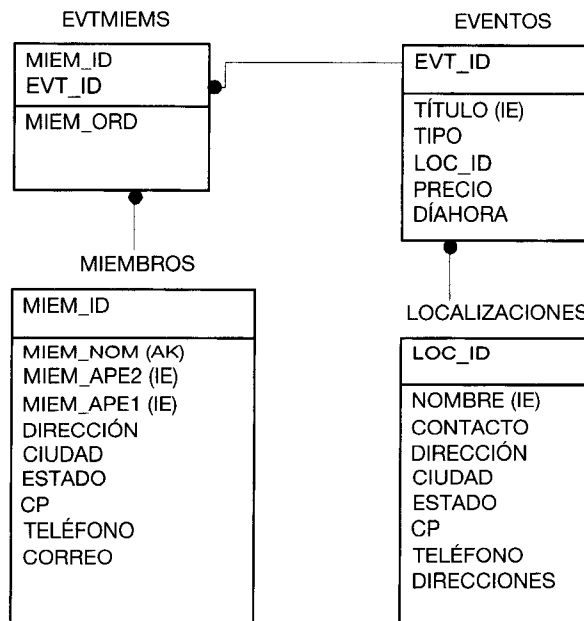 EVTMIEMS
MIEM_ID
EVT_ID
MIEM_ORD
EVENTOS
EVT_ID
TÍTULO (IE)
TIPO
LOC_ID
PRECIO
DÍAHORA
MIEMBROS
MIEM_ID
MIEM_NOM (AK)
MIEM_APE2 (IE)
MIEM_APE1 (IE)
DIRECCIÓN
CIUDAD
ESTADO
CP
TELÉFONO
CORREO
LOCALIZACIONES
LOC_ID
NOMBRE (IE)
CONTACTO
DIRECCIÓN
CIUDAD
ESTADO
CP
TELÉFONO
DIRECCIONES